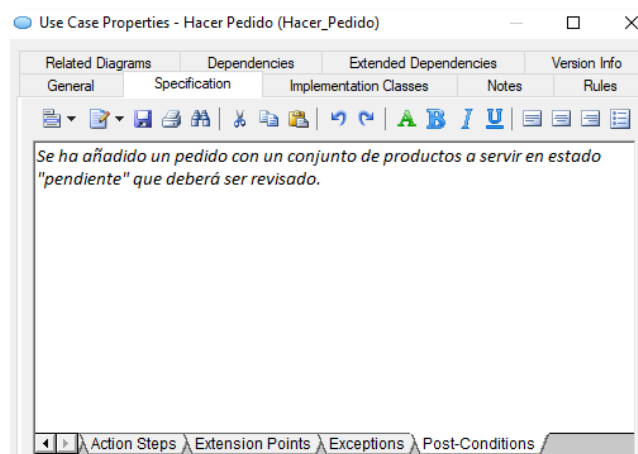 Use Case Properties - Hacer Pedido (Hacer_Pedido)
Related Diagrams Dependencies Extended Dependencies Version Info
General Specification Implementation Classes Notes Rules
A B I U
Se ha añadido un pedido con un conjunto de productos a servir en estado
"pendiente" que deberá ser revisado.
Action Steps Extension Points Exceptions Post-Conditions